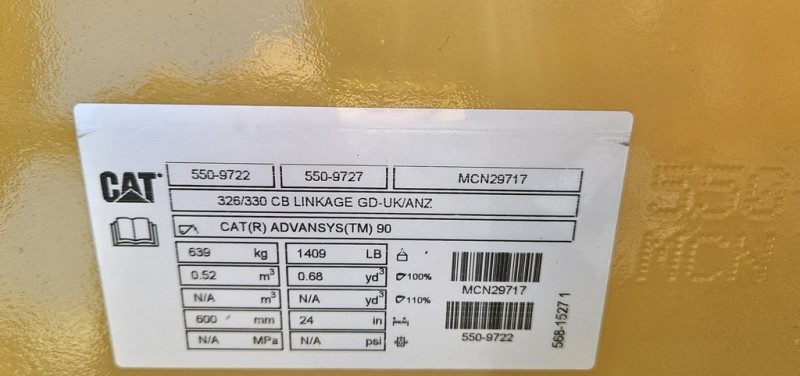 CAT
550-9722 550-9727 MCN29717
326/330 CB LINKAGE GD-UK/ANZ
CAT(R) ADVANSYS(TM) 90
639 kg 1409 LB
0.52 m³ 0.68 yd³ 100%
N/A m³ N/A yd³ 110%
600 mm 24 in
N/A MPa N/A psi
MCN29717
550-9722
568-1527 1
550
MCN